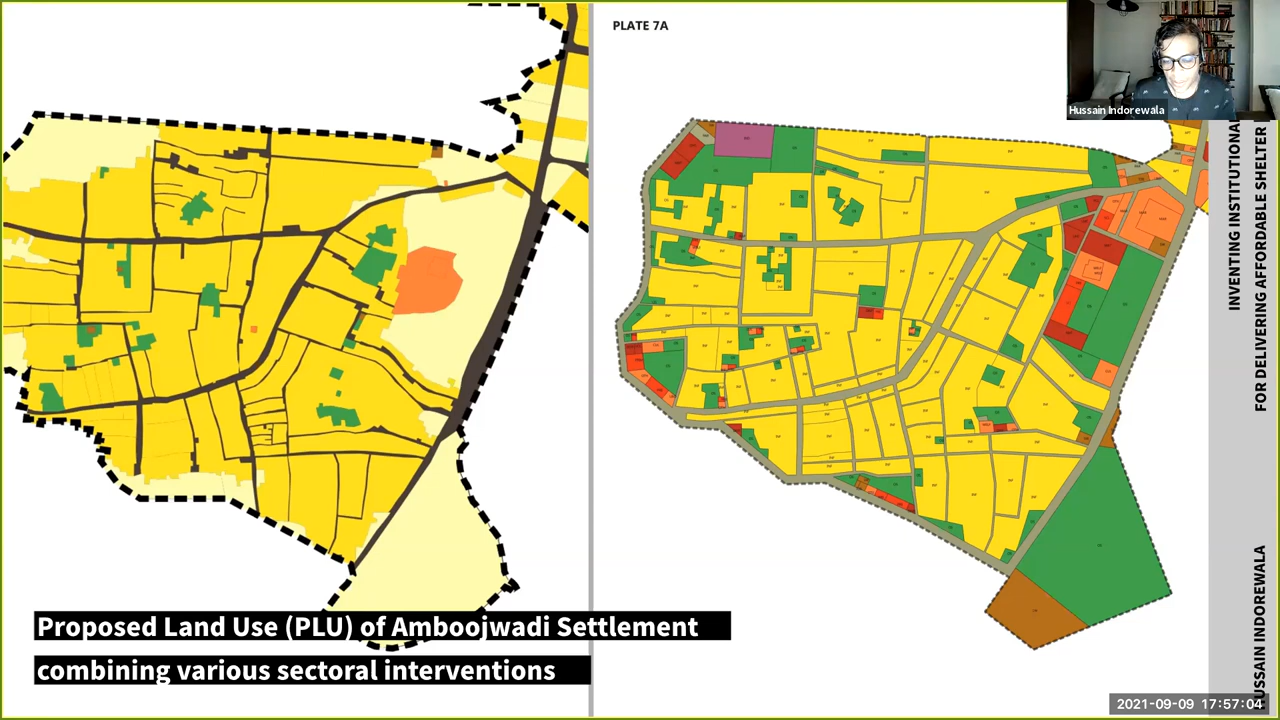 PLATE 7A
Hussain Indorewala
INVENTING INSTITUTIONAL
FOR DELIVERING AFFORDABLE SHELTER
HUSSAIN INDOREWALA
Proposed Land Use (PLU) of Amboojwadi Settlement
combining various sectoral interventions
2021-09-09 17:57:04